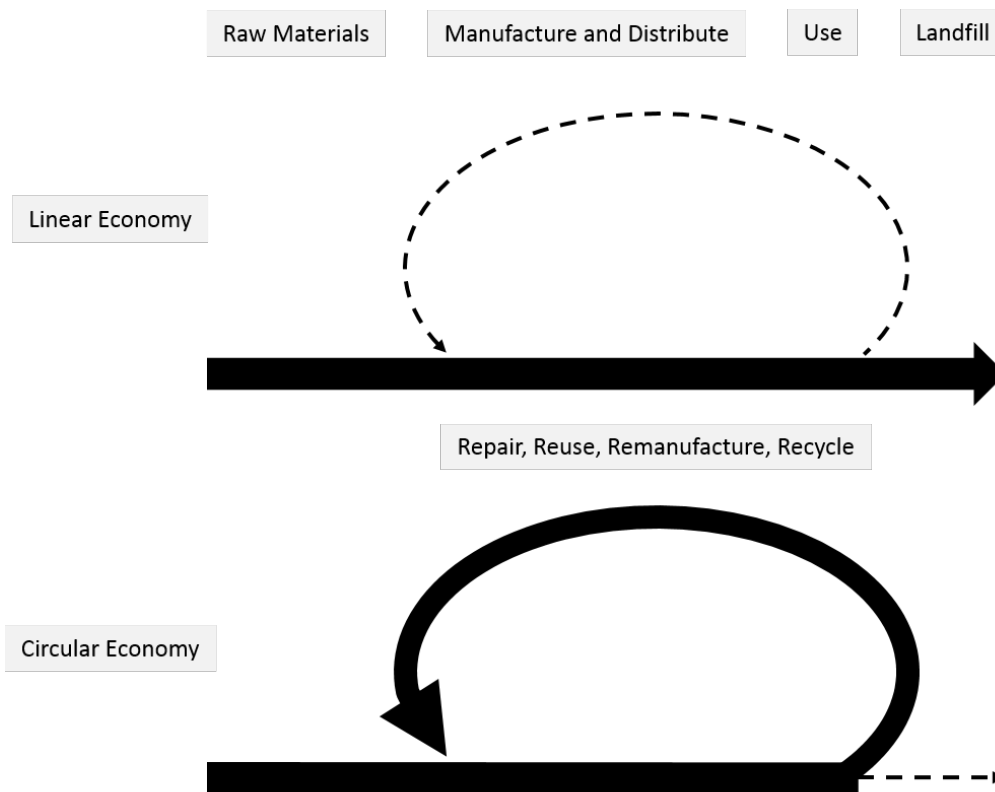 Raw Materials
Manufacture and Distribute
Use
Landfill
Linear Economy
Repair, Reuse, Remanufacture, Recycle
Circular Economy